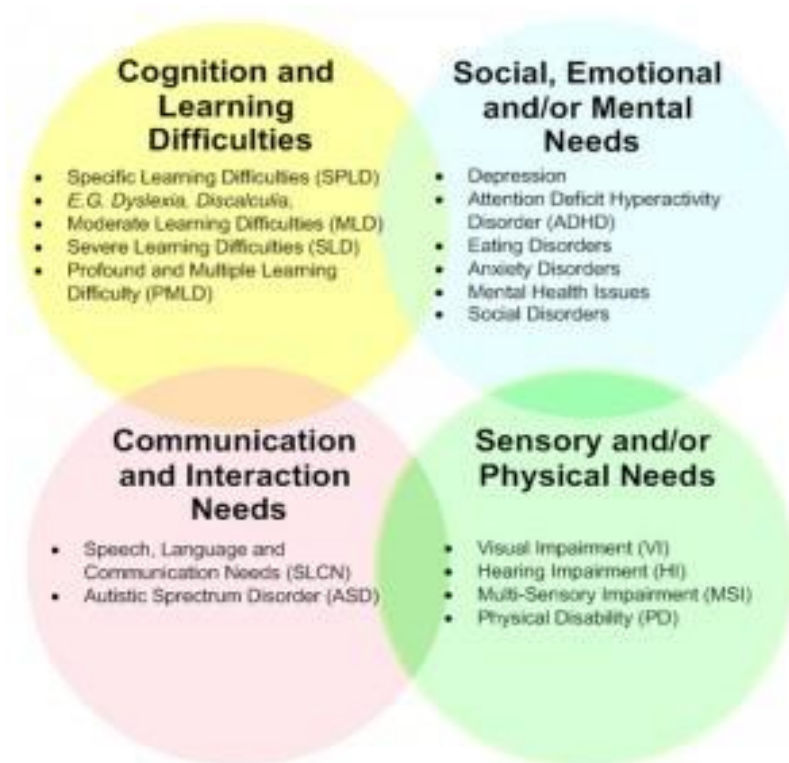 Cognition and
Learning
Difficulties
• Specific Learning Difficulties (SPLD)
• E.G. Dyslexia, Discalculia,
• Moderate Learning Difficulties (MLD)
• Severe Learning Difficulties (SLD)
• Profound and Multiple Learning
Difficulty (PMLD)
Social, Emotional
and/or Mental
Needs
• Depression
• Attention Deficit Hyperactivity
Disorder (ADHD)
• Eating Disorders
• Anxiety Disorders
• Mental Health Issues
• Social Disorders
Communication
and Interaction
Needs
• Speech, Language and
Communication Needs (SLCN)
• Autistic Sprectrum Disorder (ASD)
Sensory and/or
Physical Needs
• Visual Impairment (VI)
• Hearing Impairment (HI)
• Multi-Sensory Impairment (MSI)
• Physical Disability (PD)